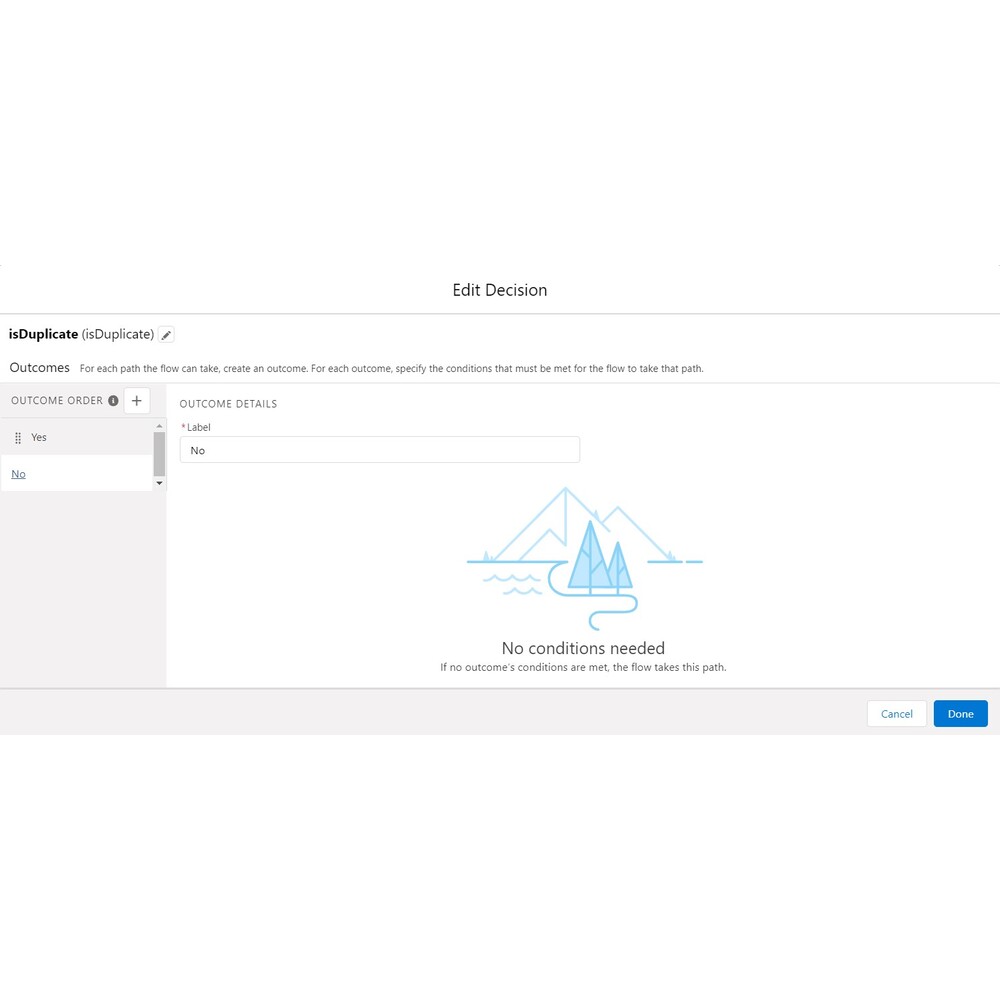 Edit Decision
isDuplicate (isDuplicate)
Outcomes For each path the flow can take, create an outcome. For each outcome, specify the conditions that must be met for the flow to take that path.
OUTCOME ORDER
OUTCOME DETAILS
*Label
Yes
No
No
No conditions needed
If no outcome's conditions are met, the flow takes this path.
Cancel
Done